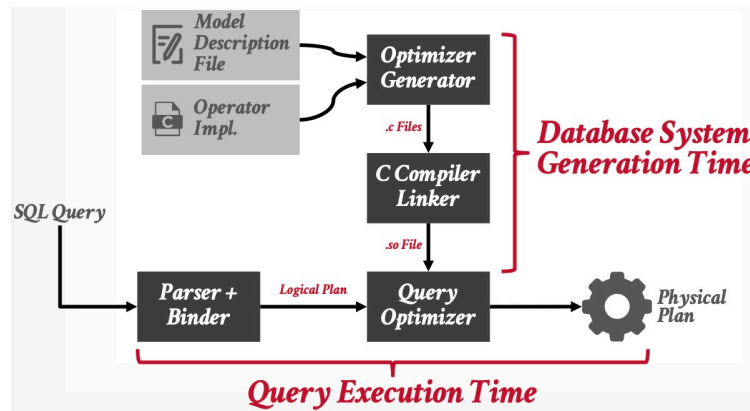 Model
Description
File
Operator
Impl.
C
Optimizer
Generator
.c Files
C Compiler
Linker
.so File
Database System
Generation Time
SQL Query
Parser +
Binder
Logical Plan
Query
Optimizer
Physical
Plan
Query Execution Time